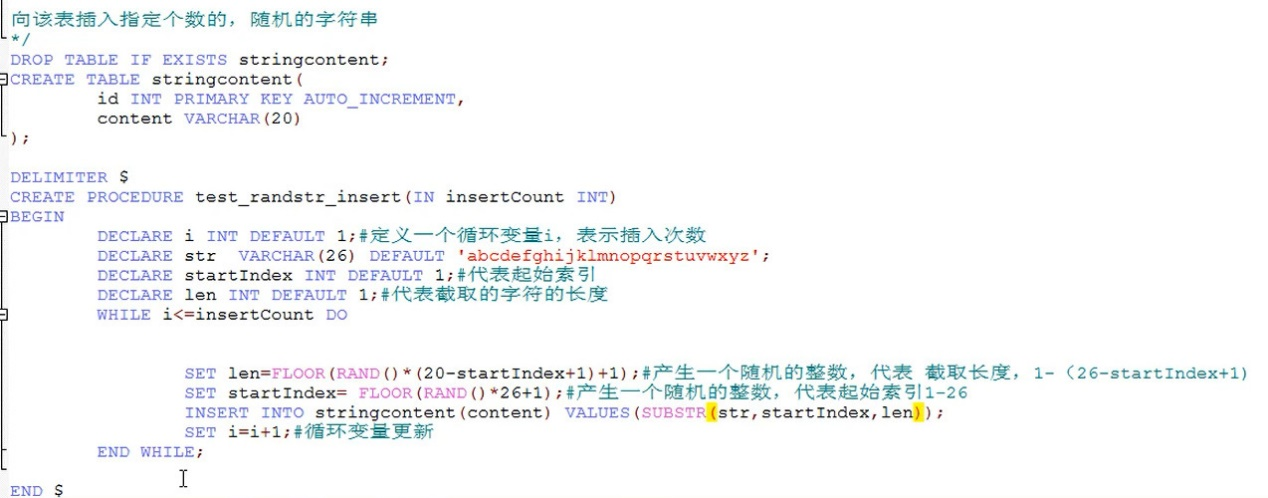 向该表插入指定个数的，随机的字符串
*/
DROP TABLE IF EXISTS stringcontent;
CREATE TABLE stringcontent(
id INT PRIMARY KEY AUTO_INCREMENT,
content VARCHAR(20)
);
DELIMITER $
CREATE PROCEDURE test_randstr_insert(IN insertCount INT)
BEGIN
DECLARE i INT DEFAULT 1;#定义一个循环变量i，表示插入次数
DECLARE str  VARCHAR(26) DEFAULT 'abcdefghijklmnopqrstuvwxyz';
DECLARE startIndex INT DEFAULT 1;#代表起始索引
DECLARE len INT DEFAULT 1;#代表截取的字符的长度
WHILE i<=insertCount DO
SET len=FLOOR(RAND()*(20-startIndex+1)+1);#产生一个随机的整数，代表 截取长度，1-（26-startIndex+1)
SET startIndex= FLOOR(RAND()*26+1);#产生一个随机的整数，代表起始索引1-26
INSERT INTO stringcontent(content) VALUES(SUBSTR(str,startIndex,len));
SET i=i+1;#循环变量更新
END WHILE;
END $